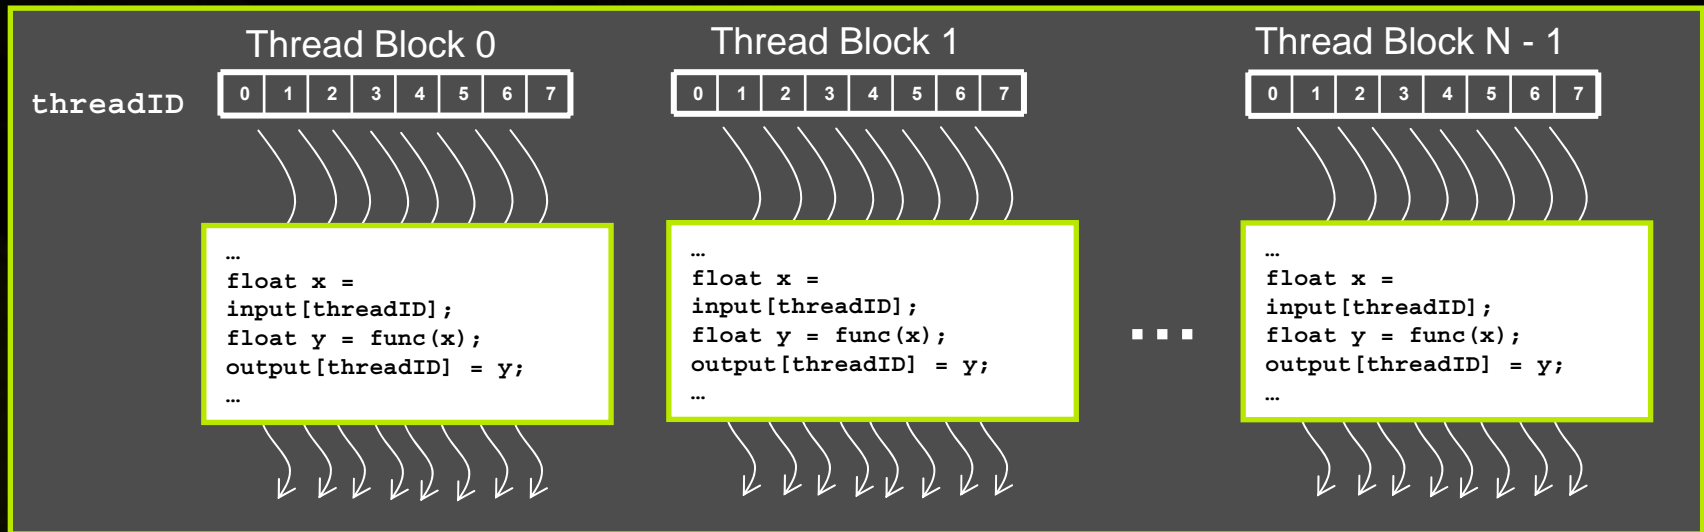 Thread Block 0
Thread Block 1
Thread Block N - 1
threadID
0 1 2 3 4 5 6 7
0 1 2 3 4 5 6 7
0 1 2 3 4 5 6 7
…
float x =
input[threadID];
float y = func(x);
output[threadID] = y;
…
…
float x =
input[threadID];
float y = func(x);
output[threadID] = y;
…
...
…
float x =
input[threadID];
float y = func(x);
output[threadID] = y;
…